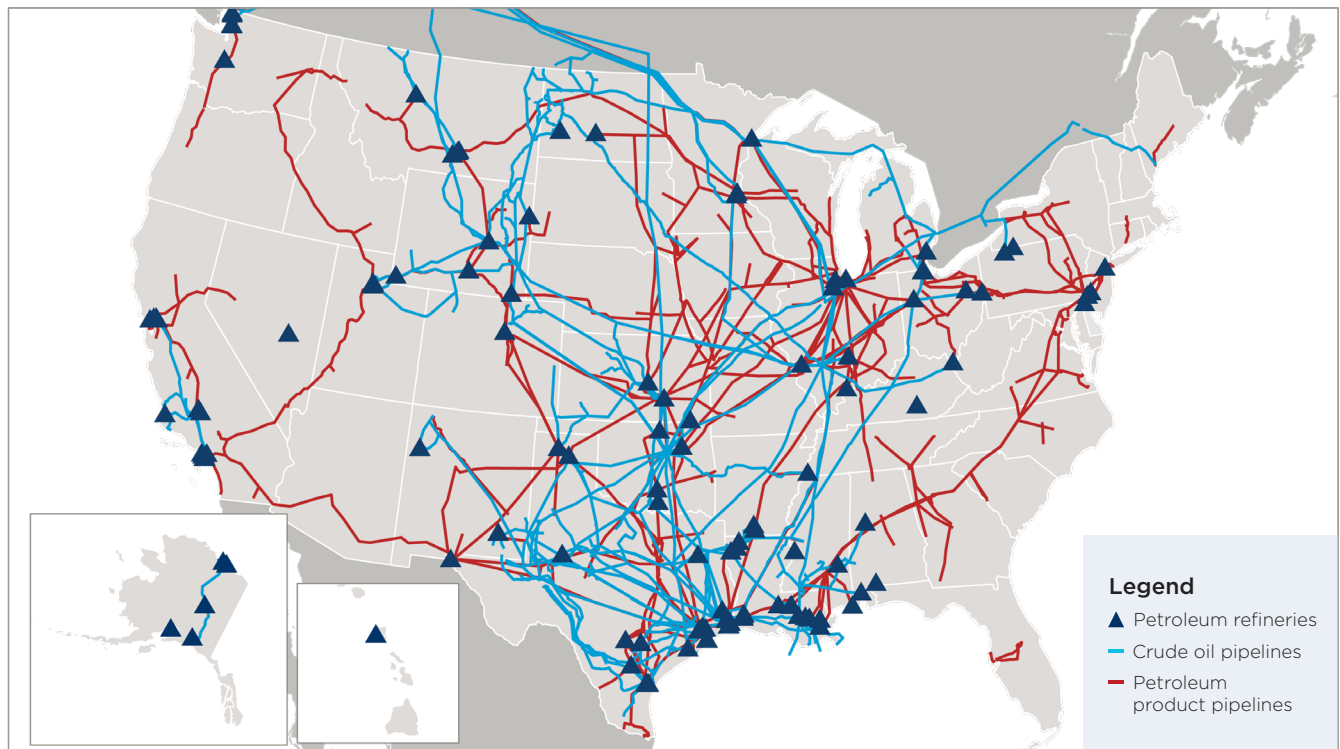 Legend
Petroleum refineries
Crude oil pipelines
Petroleum
product pipelines